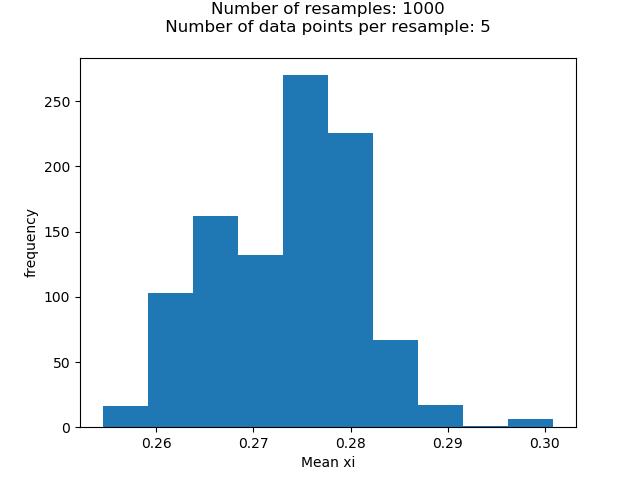 Number of resamples: 1000
Number of data points per resample: 5
250
200
150
100
50
0
frequency
0.26 0.27 0.28 0.29 0.30
Mean xi